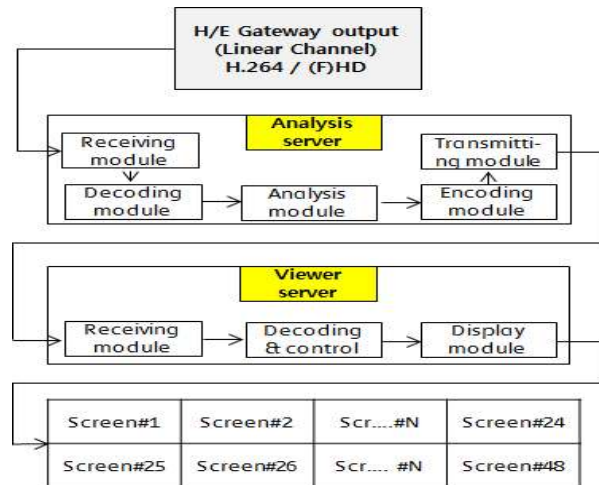 H/E Gateway output
(Linear Channel)
H.264 / (F)HD
Analysis
server
Receiving
module
Transmitti-
ng module
Decoding
module
Analysis
module
Encoding
module
Viewer
server
Receiving
module
Decoding
& control
Display
module
Screen#1
Screen#2
Scr....#N
Screen#24
Screen#25
Screen#26
Scr.... #N
Screen#48